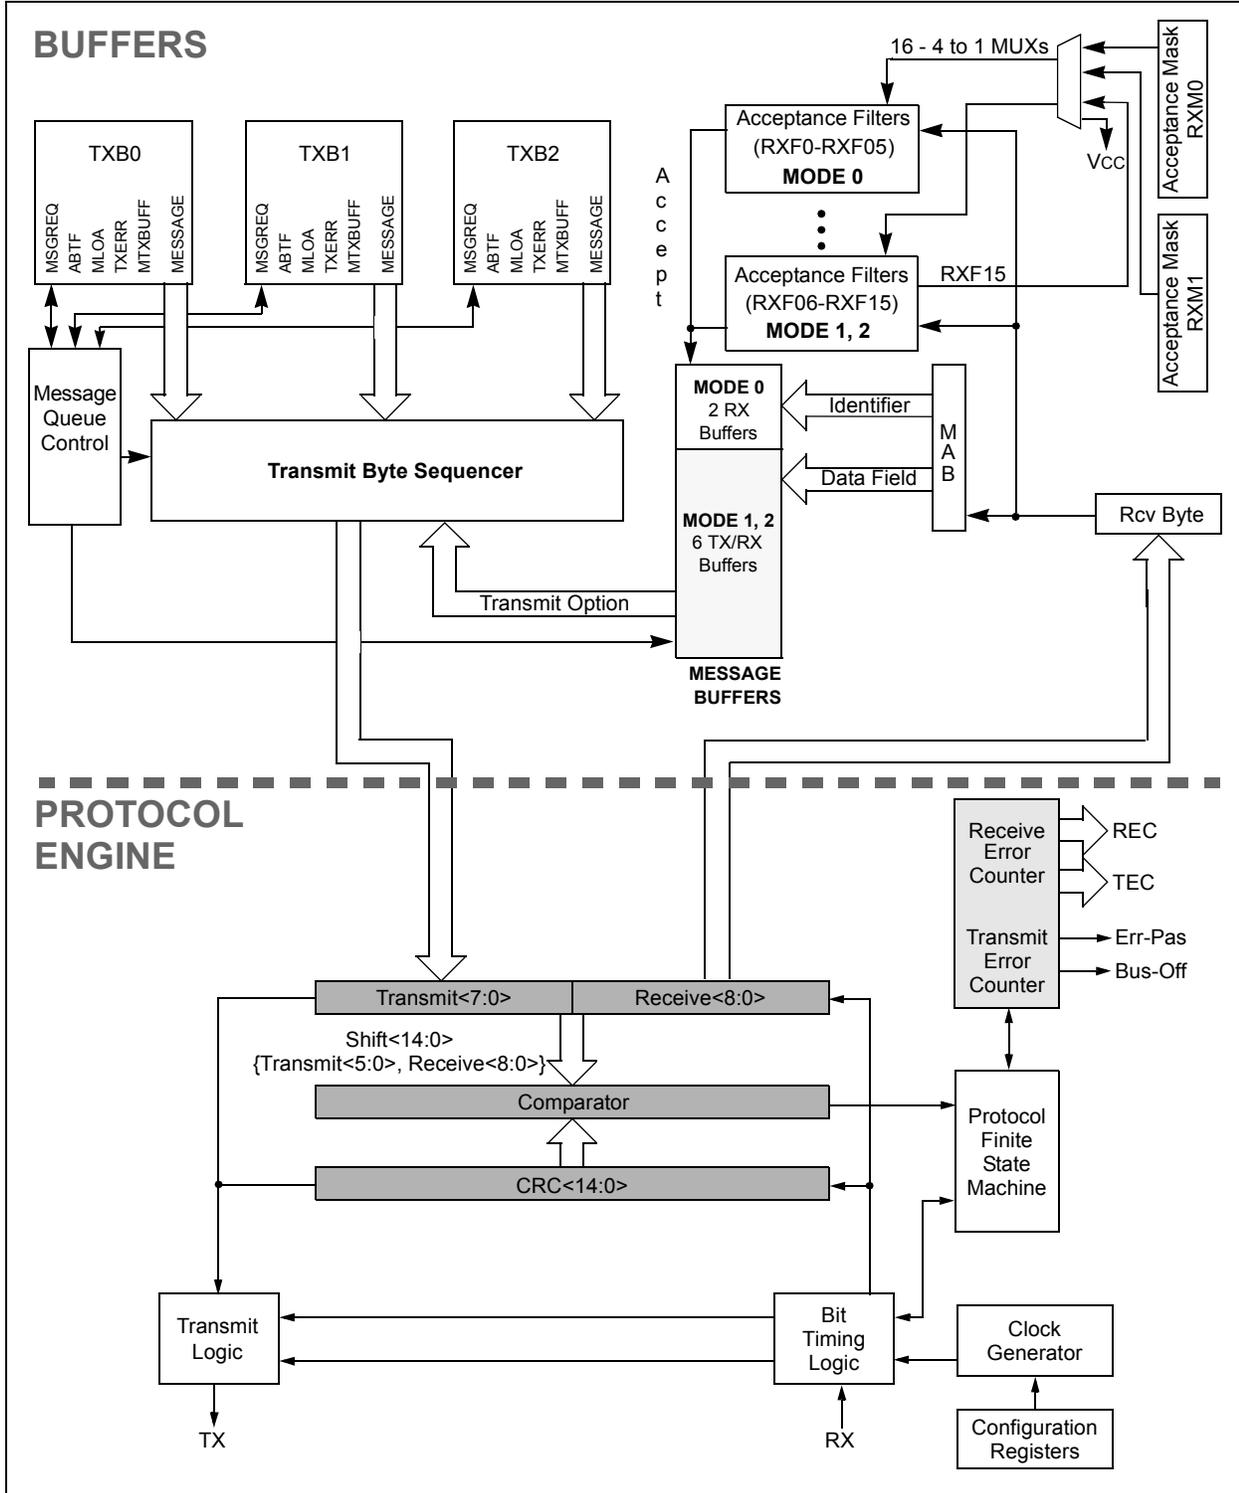 BUFFERS
16 - 4 to 1 MUXs
Acceptance Mask
RXM0
VCC
TXB0
MSGREQ
ABTF
MLOA
TXERR
MTXBUFF
MESSAGE
TXB1
MSGREQ
ABTF
MLOA
TXERR
MTXBUFF
MESSAGE
TXB2
MSGREQ
ABTF
MLOA
TXERR
MTXBUFF
MESSAGE
Accept
Acceptance Filters
(RXF0-RXF05)
MODE 0
Acceptance Filters
(RXF06-RXF15)
MODE 1, 2
RXF15
Acceptance Mask
RXM1
Message
Queue
Control
Transmit Byte Sequencer
MODE 0
2 RX
Buffers
Identifier
Data Field
MAB
Rcv Byte
MODE 1, 2
6 TX/RX
Buffers
Transmit Option
MESSAGE
BUFFERS
PROTOCOL
ENGINE
Receive
Error
Counter
REC
TEC
Transmit
Error
Counter
Err-Pas
Bus-Off
Transmit<7:0>
Receive<8:0>
Shift<14:0>
{Transmit<5:0>, Receive<8:0>}
Comparator
CRC<14:0>
Protocol
Finite
State
Machine
Transmit
Logic
Bit
Timing
Logic
Clock
Generator
TX
RX
Configuration
Registers